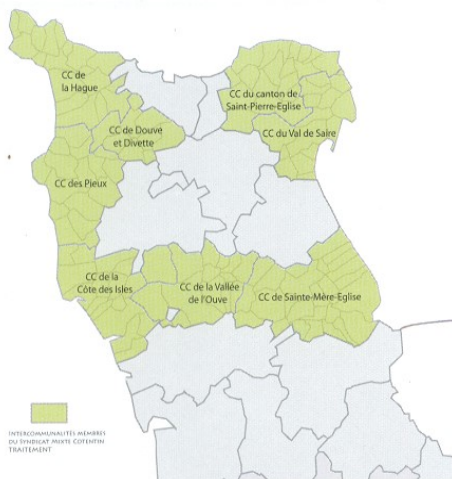 CC de
la Hague
CC du canton de
Saint-Pierre-Eglise
CC de Douve
et Divette
CC du Val de Saire
CC des Pieux
CC de la
Côte des Isles
CC de la Vallée
de l'Ouve
CC de Sainte-Mère-Eglise
INTERCOMMUNALITÉS MEMBRES
DU SYNDICAT MIXTE COTENTIN
TRAITEMENT